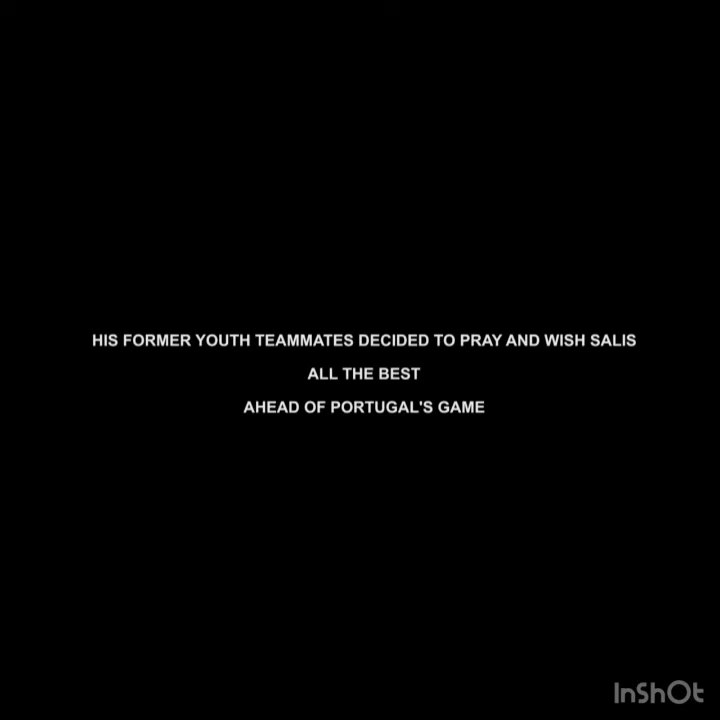 HIS FORMER YOUTH TEAMMATES DECIDED TO PRAY AND WISH SALIS
ALL THE BEST
AHEAD OF PORTUGAL'S GAME
InShOt